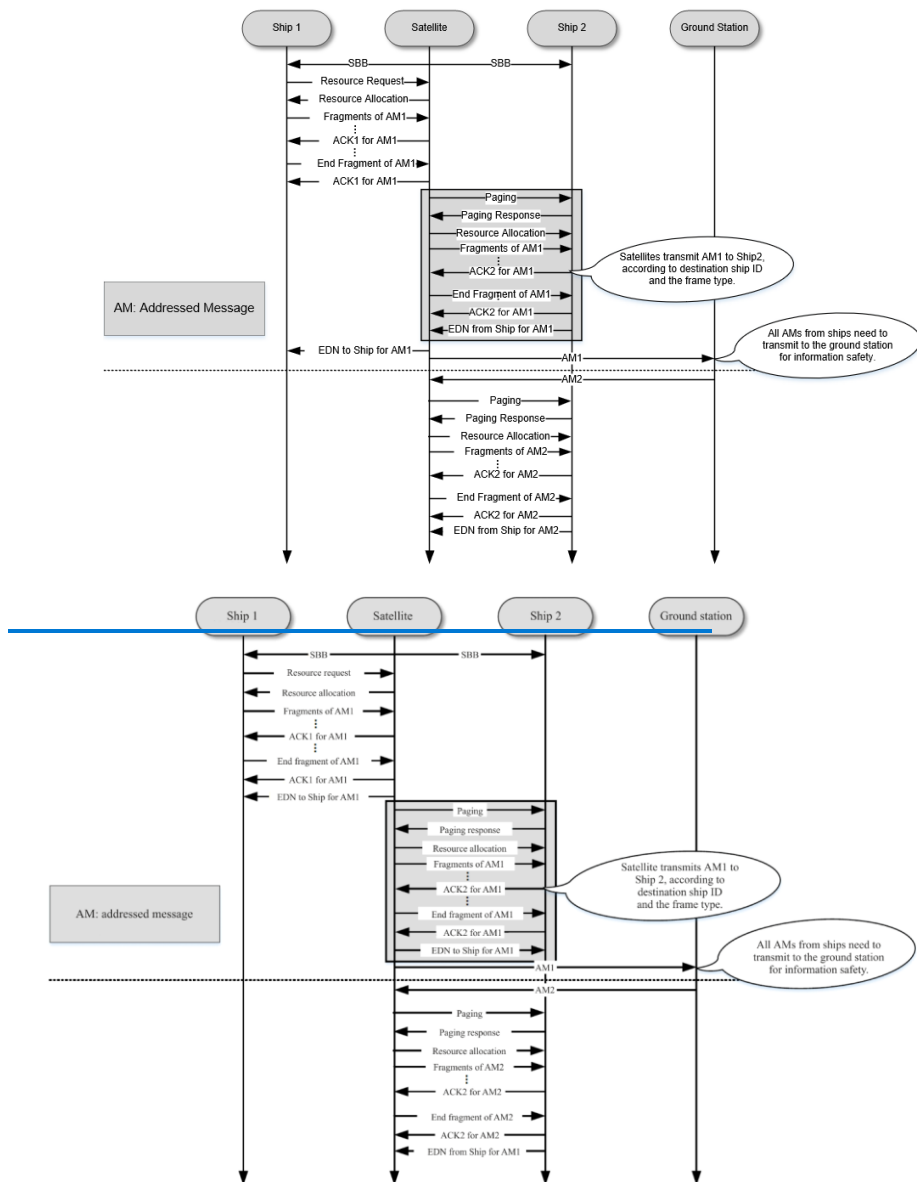 Ship 1
Satellite
Ship 2
Ground Station
SBB
SBB
Resource Request
Resource Allocation
Fragments of AM1
ACK1 for AM1
End Fragment of AM1
ACK1 for AM1
Paging
Paging Response
Resource Allocation
Fragments of AM1
ACK2 for AM1
Satellites transmit AM1 to Ship2,
according to destination ship ID
and the frame type.
End Fragment of AM1
AM: Addressed Message
ACK2 for AM1
EDN from Ship for AM1
All AMs from ships need to
transmit to the ground station
for information safety.
EDN to Ship for AM1
AM1
AM2
Paging
Paging Response
Resource Allocation
Fragments of AM2
ACK2 for AM2
End Fragment of AM2
ACK2 for AM2
EDN from Ship for AM2
Ship 1
Satellite
Ship 2
Ground station
SBB
SBB
Resource request
Resource allocation
Fragments of AM1
ACK1 for AM1
End fragment of AM1
ACK1 for AM1
EDN to Ship for AM1
Paging
Paging response
Resource allocation
Fragments of AM1
ACK2 for AM1
Satellite transmits AM1 to
Ship 2, according to
destination ship ID
and the frame type.
AM: addressed message
End fragment of AM1
ACK2 for AM1
EDN to Ship for AM1
All AMs from ships need to
transmit to the ground station
for information safety.
AM1
AM2
Paging
Paging response
Resource allocation
Fragments of AM2
ACK2 for AM2
End fragment of AM2
ACK2 for AM2
EDN from Ship for AM1